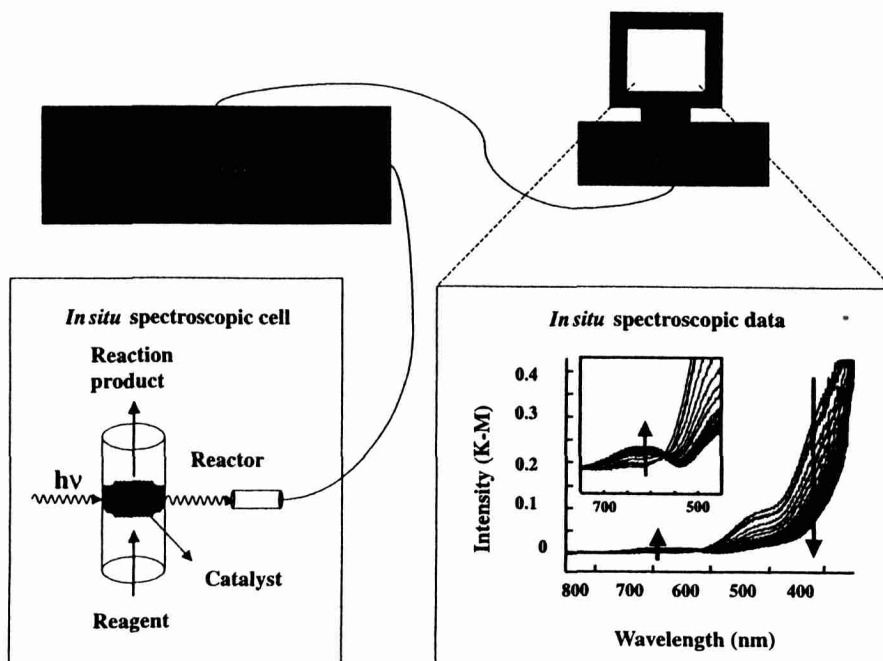 In situ spectroscopic cell
Reaction
product
Reactor
hν
Catalyst
Reagent
In situ spectroscopic data
Intensity (K-M)
0.4
0.3
0.2
0.1
0
700 500
800 700 600 500 400
Wavelength (nm)